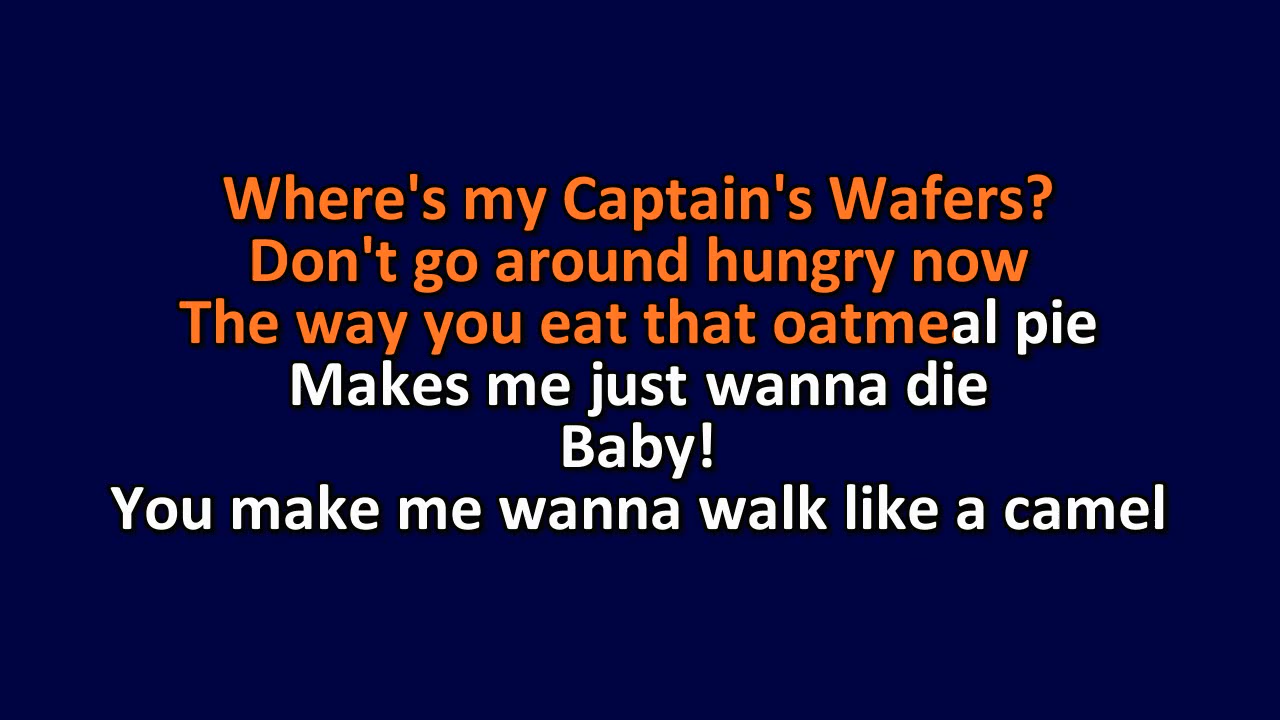 Where's my Captain's Wafers?
Don't go around hungry now
The way you eat that oatmeal pie
Makes me just wanna die
Baby!
You make me wanna walk like a camel